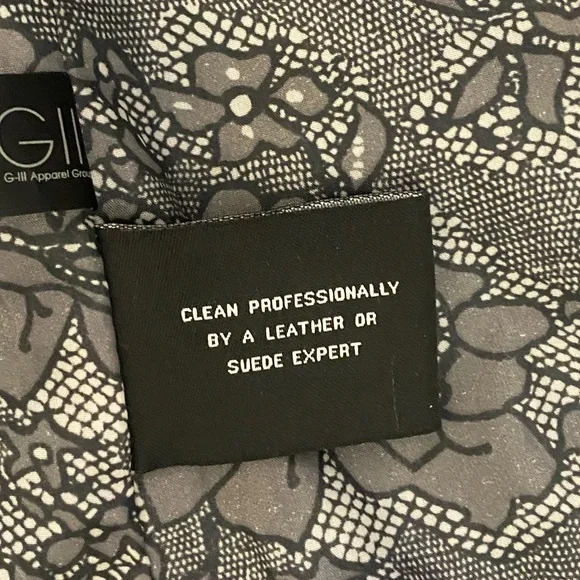 GIII
G-III Apparel Grou
CLEAN PROFESSIONALLY
BY A LEATHER OR
SUEDE EXPERT